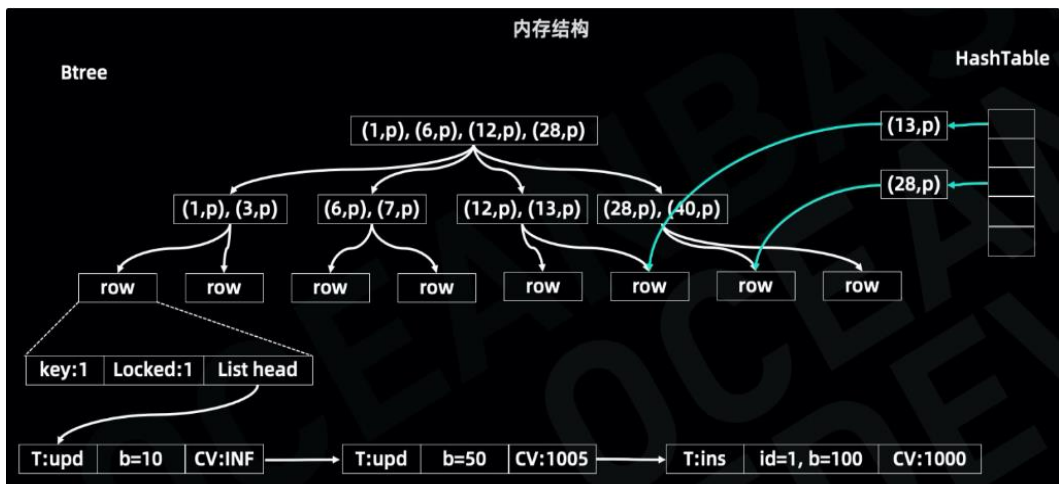 内存结构
Btree
HashTable
(1,p), (6,p), (12,p), (28,p)
(13,p)
(28,p)
(1,p), (3,p)
(6,p), (7,p)
(12,p), (13,p)
(28,p), (40,p)
row
row
row
row
row
row
row
row
key:1
Locked:1
List head
T:upd
b=10
CV:INF
T:upd
b=50
CV:1005
T:ins
id=1, b=100
CV:1000